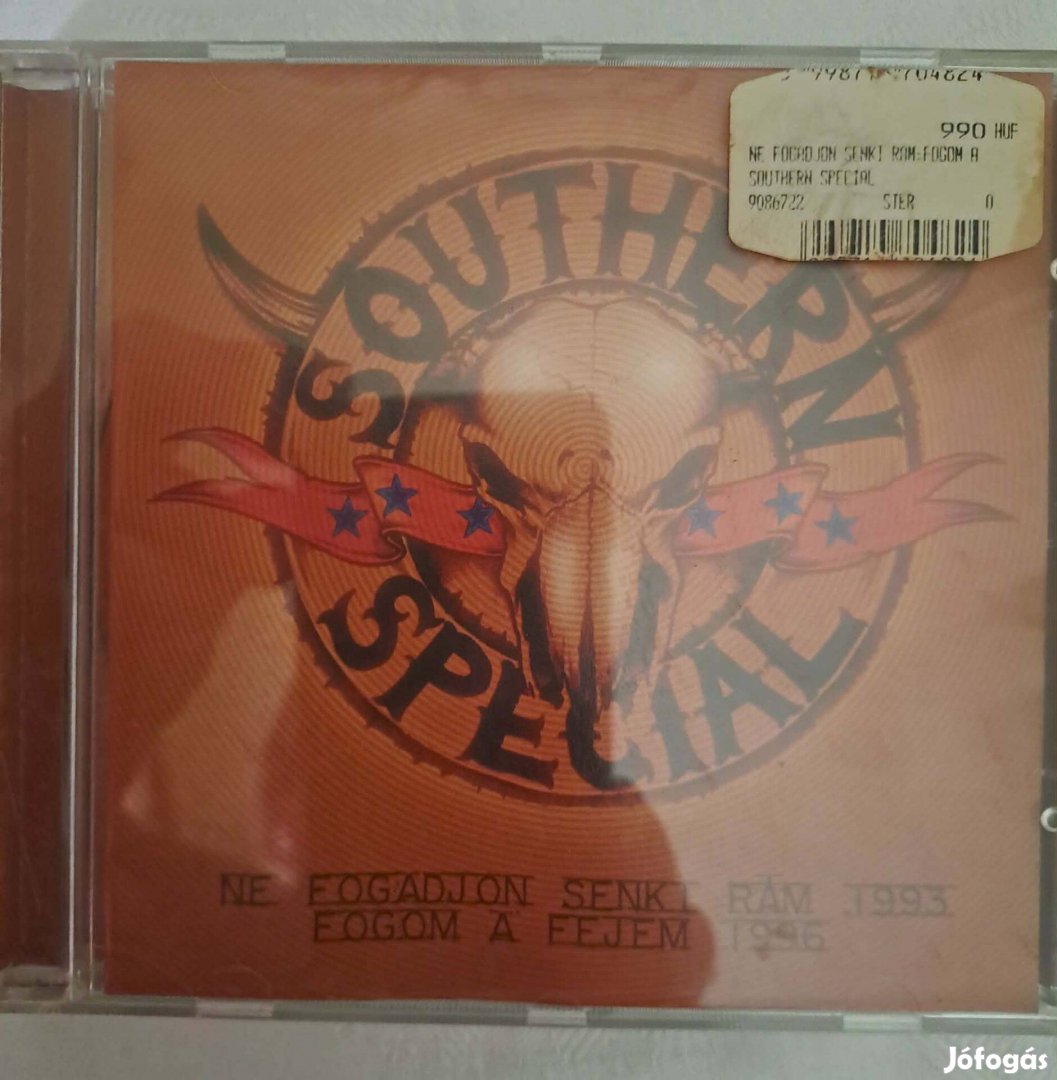 990 HUF
NE FOGADJON SENKI RAM:FOGOM A
SOUTHERN SPECIAL
9086722 STER 0
SOUTHERN
SPECIAL
NE FOGADJON SENKI RÁM 1993
FOGOM A FEJEM 1996
Jófogás